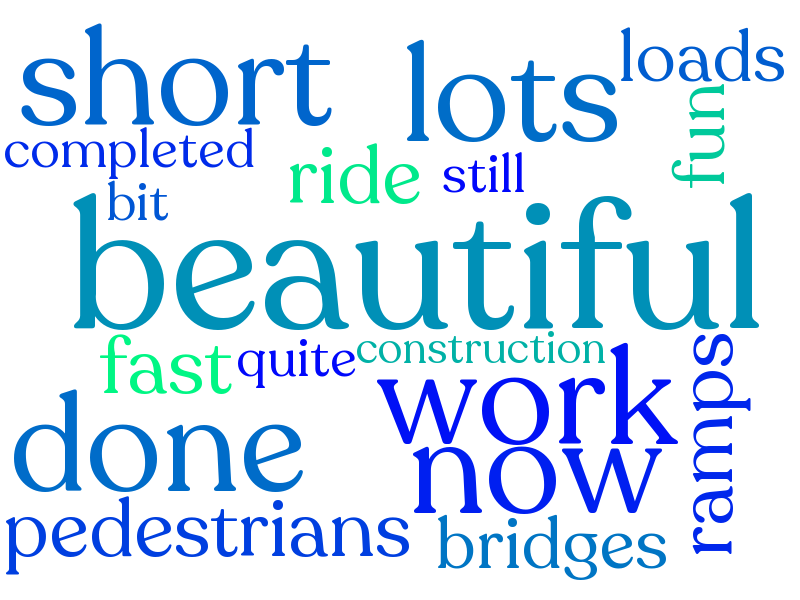 short
lots
loads
completed
ride
still
fun
bit
beautiful
fast
quite
construction
work
ramps
done
now
pedestrians
bridges